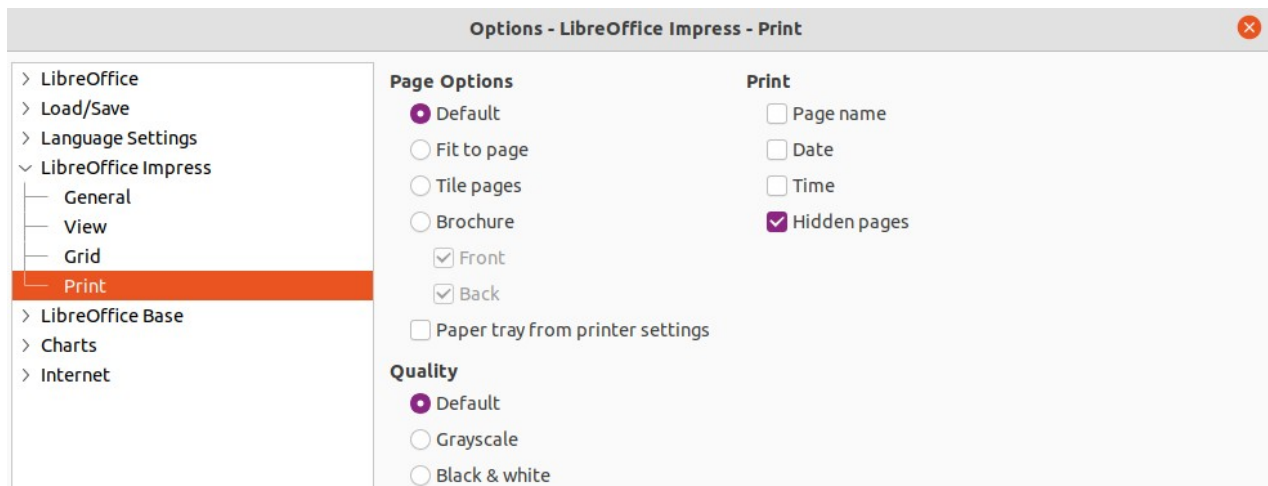 Options - LibreOffice Impress - Print
LibreOffice
Load/Save
Language Settings
LibreOffice Impress
General
View
Grid
Print
LibreOffice Base
Charts
Internet
Page Options
Default
Fit to page
Tile pages
Brochure
Front
Back
Paper tray from printer settings
Quality
Default
Grayscale
Black & white
Print
Page name
Date
Time
Hidden pages